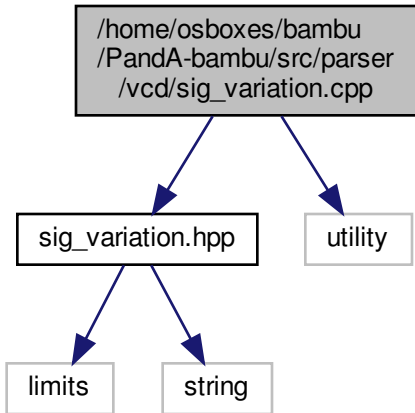 /home/osboxes/bambu
/PandA-bambu/src/parser
/vcd/sig_variation.cpp
sig_variation.hpp
utility
limits
string